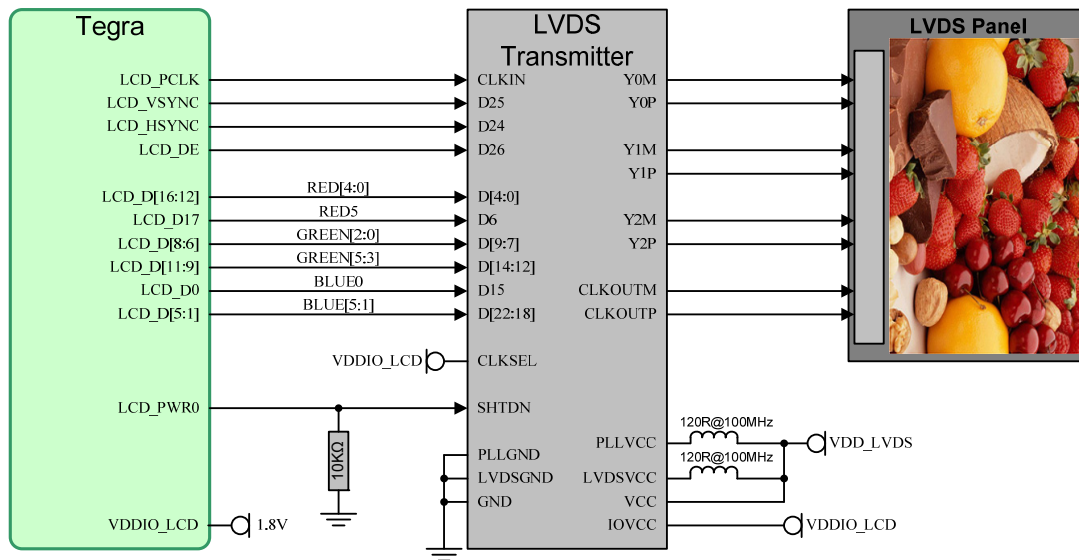 Tegra
LCD_PCLK
LCD_VSYNC
LCD_HSYNC
LCD_DE
LCD_D[16:12]
LCD_D17
LCD_D[8:6]
LCD_D[11:9]
LCD_D0
LCD_D[5:1]
LCD_PWR0
VDDIO_LCD
1.8V
RED[4:0]
RED5
GREEN[2:0]
GREEN[5:3]
BLUE0
BLUE[5:1]
VDDIO_LCD
10KΩ
LVDS
Transmitter
CLKIN
D25
D24
D26
D[4:0]
D6
D[9:7]
D[14:12]
D15
D[22:18]
CLKSEL
SHTDN
PLLGND
LVDSGND
GND
Y0M
Y0P
Y1M
Y1P
Y2M
Y2P
CLKOUTM
CLKOUTP
PLLVCC
LVDSVCC
VCC
IOVCC
120R@100MHz
120R@100MHz
VDD_LVDS
VDDIO_LCD
LVDS Panel